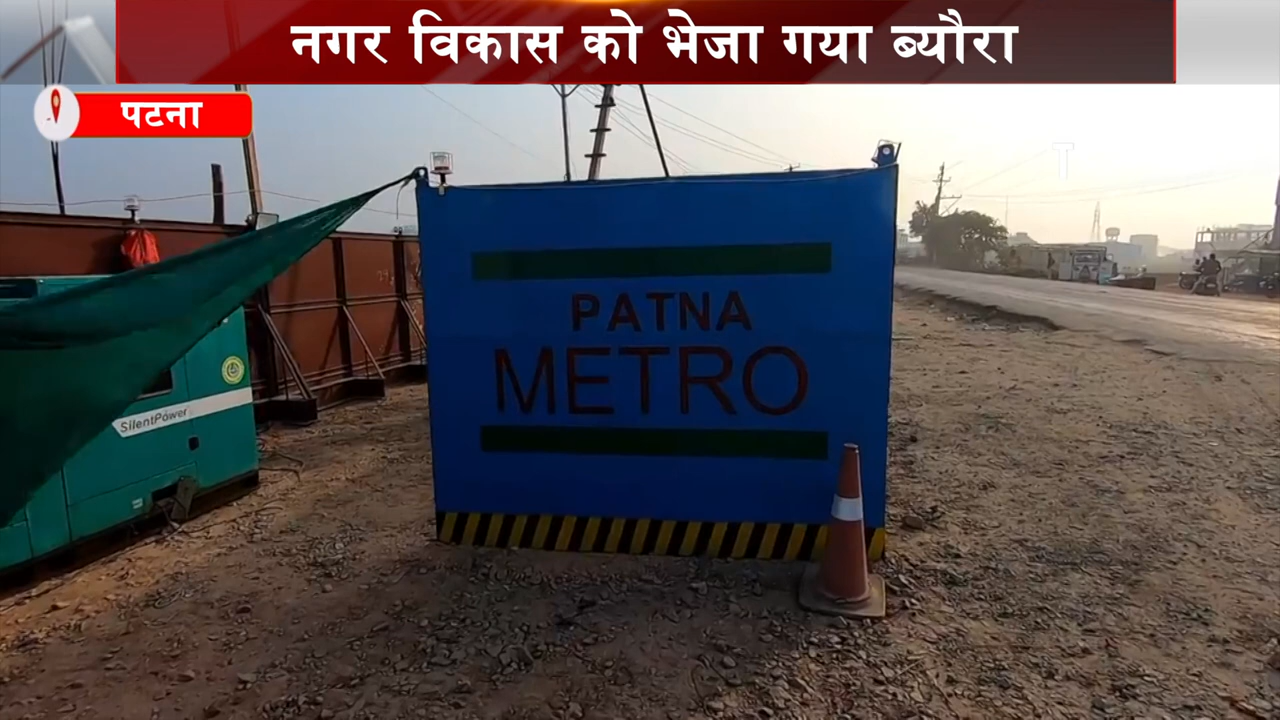 नगर विकास को भेजा गया ब्यौरा
पटना
T
PATNA
METRO
SilentPower